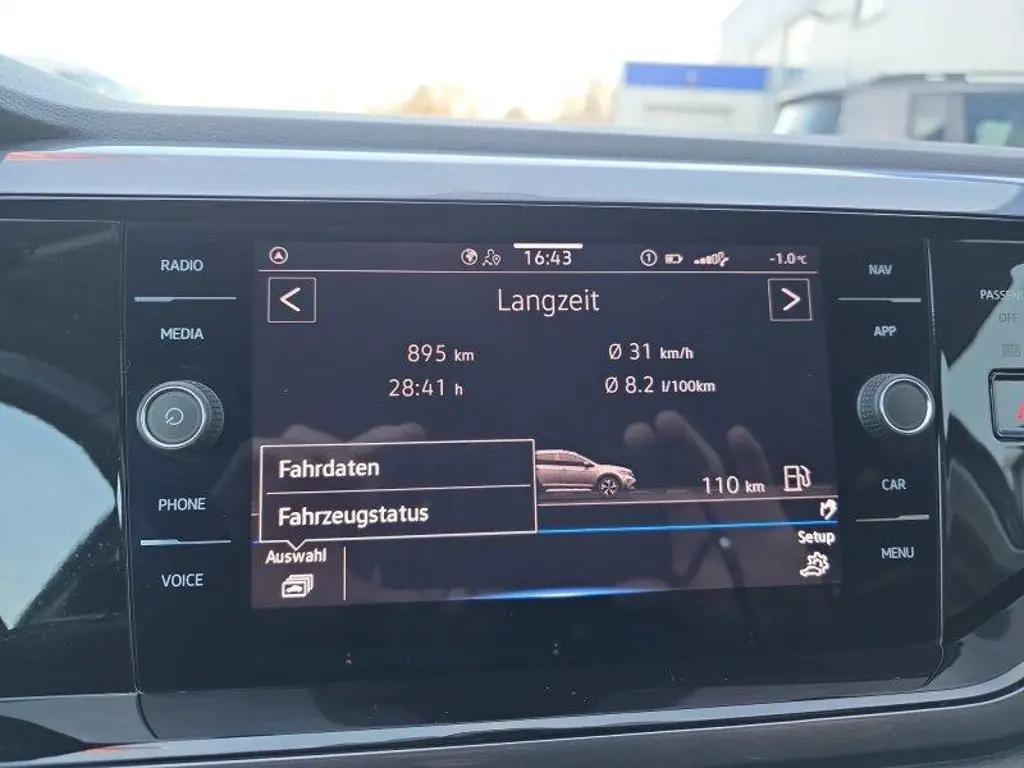 RADIO
MEDIA
PHONE
VOICE
16:43
1
-1.0°C
<
Langzeit
>
895 km
Ø 31 km/h
28:41 h
Ø 8.2 l/100km
Fahrdaten
Fahrzeugstatus
110 km
Auswahl
Setup
NAV
APP
CAR
MENU
OFF